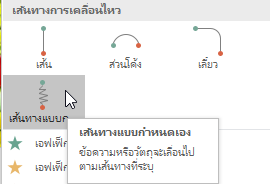 เส้นทางการเคลื่อนไหว
เส้น
ส่วนโค้ง
เลี้ยว
เส้นทางแบบก
เส้นทางแบบกำหนดเอง
ข้อความหรือวัตถุจะเลื่อนไป
ตามเส้นทางที่ระบุ
เอฟเฟ็ก
เอฟเฟ็ก